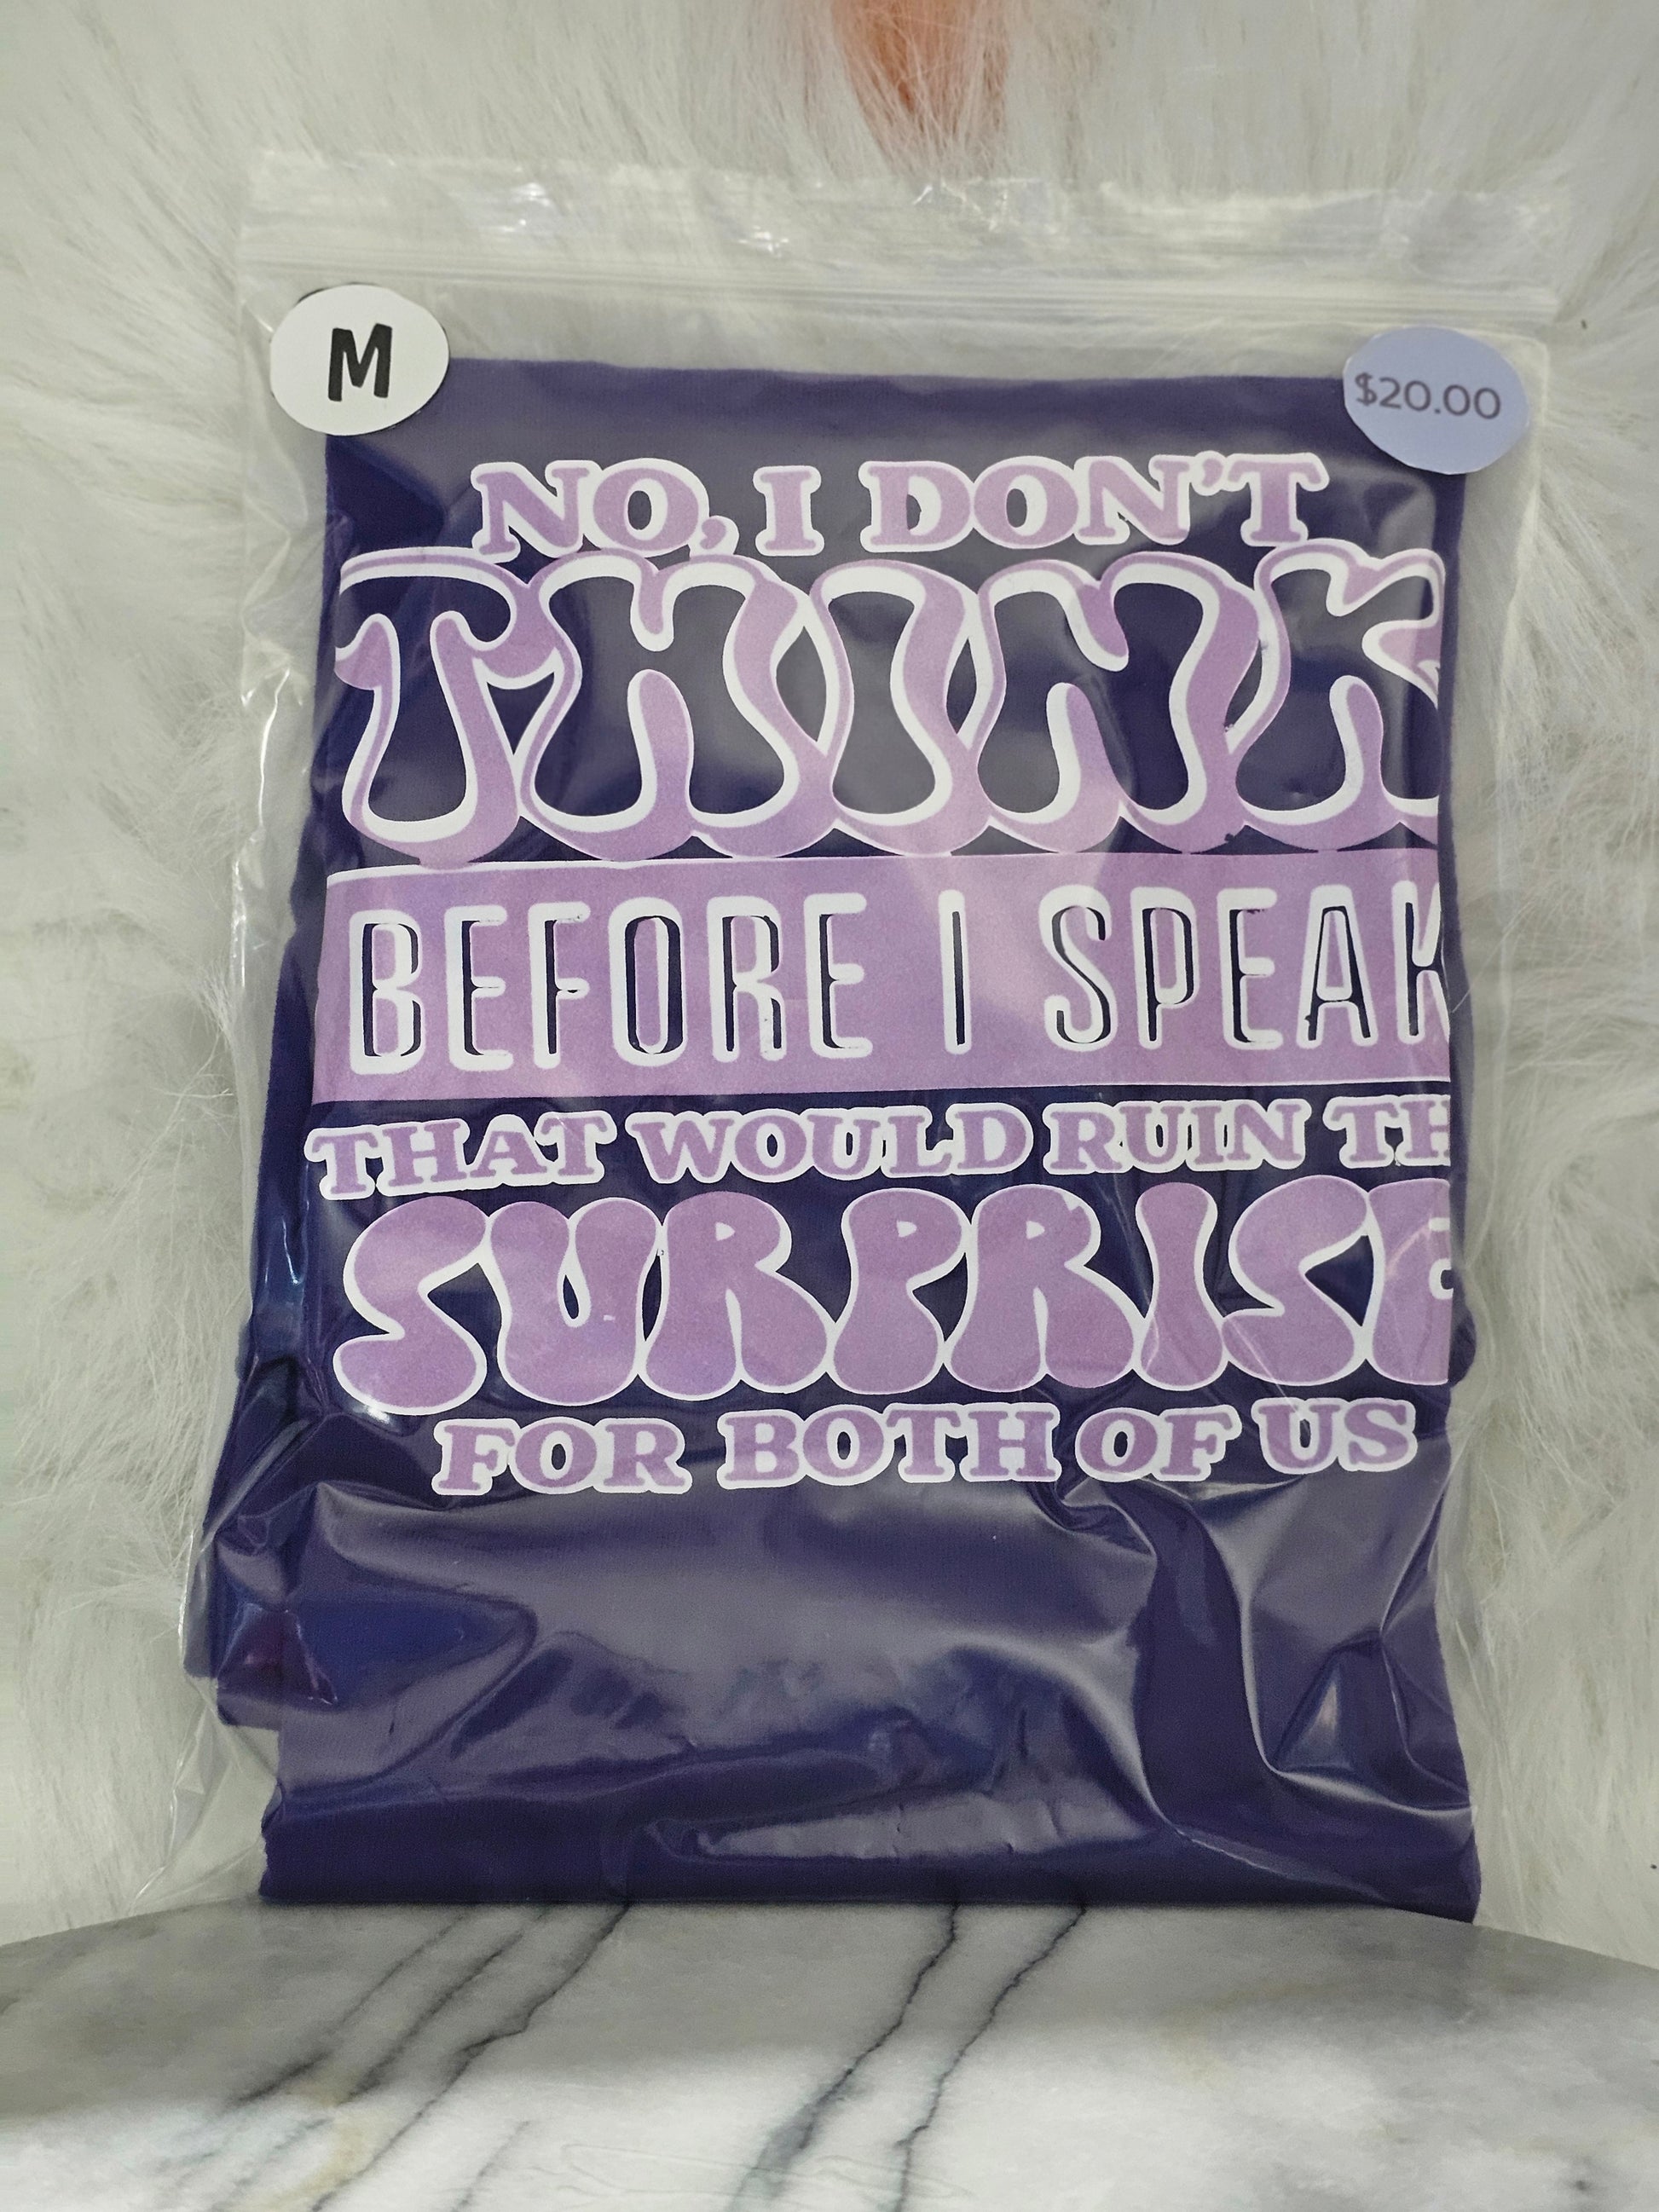 M
$20.00
NO, I DON'T
THINK
BEFORE I SPEAK
THAT WOULD RUIN TH
SURPRISE
FOR BOTH OF US